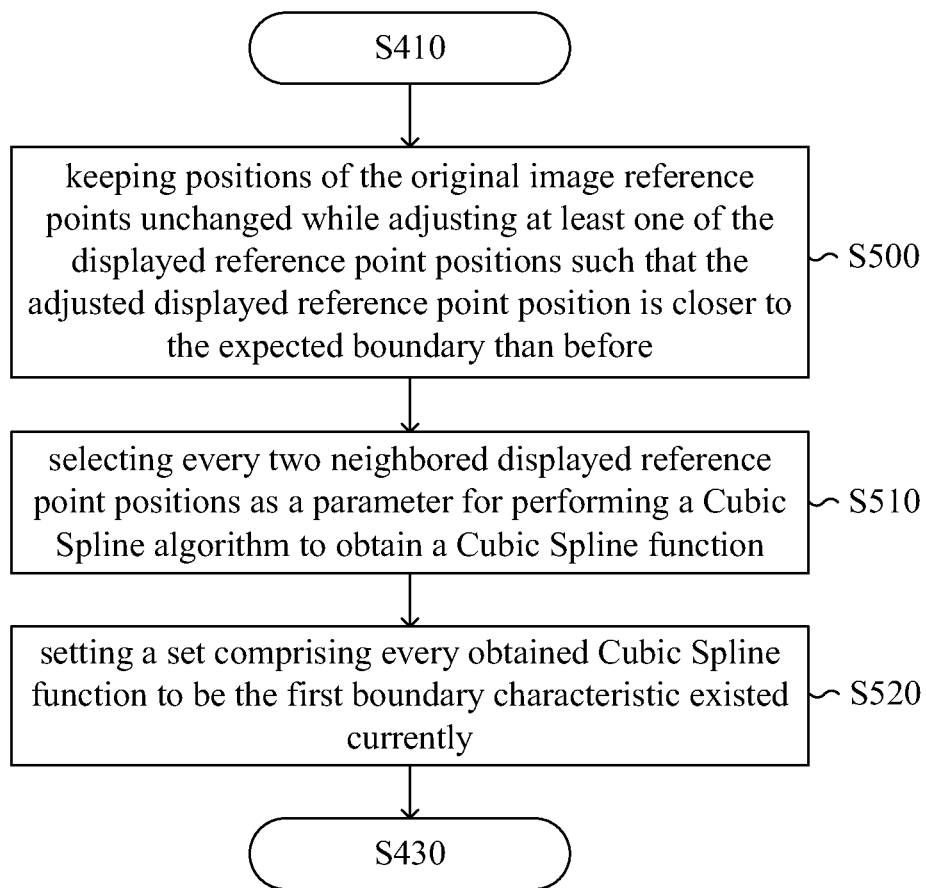 S410
keeping positions of the original image reference
points unchanged while adjusting at least one of the
displayed reference point positions such that the
adjusted displayed reference point position is closer to
the expected boundary than before
S500
selecting every two neighbored displayed reference
point positions as a parameter for performing a Cubic
Spline algorithm to obtain a Cubic Spline function
S510
setting a set comprising every obtained Cubic Spline
function to be the first boundary characteristic existed
currently
S520
S430